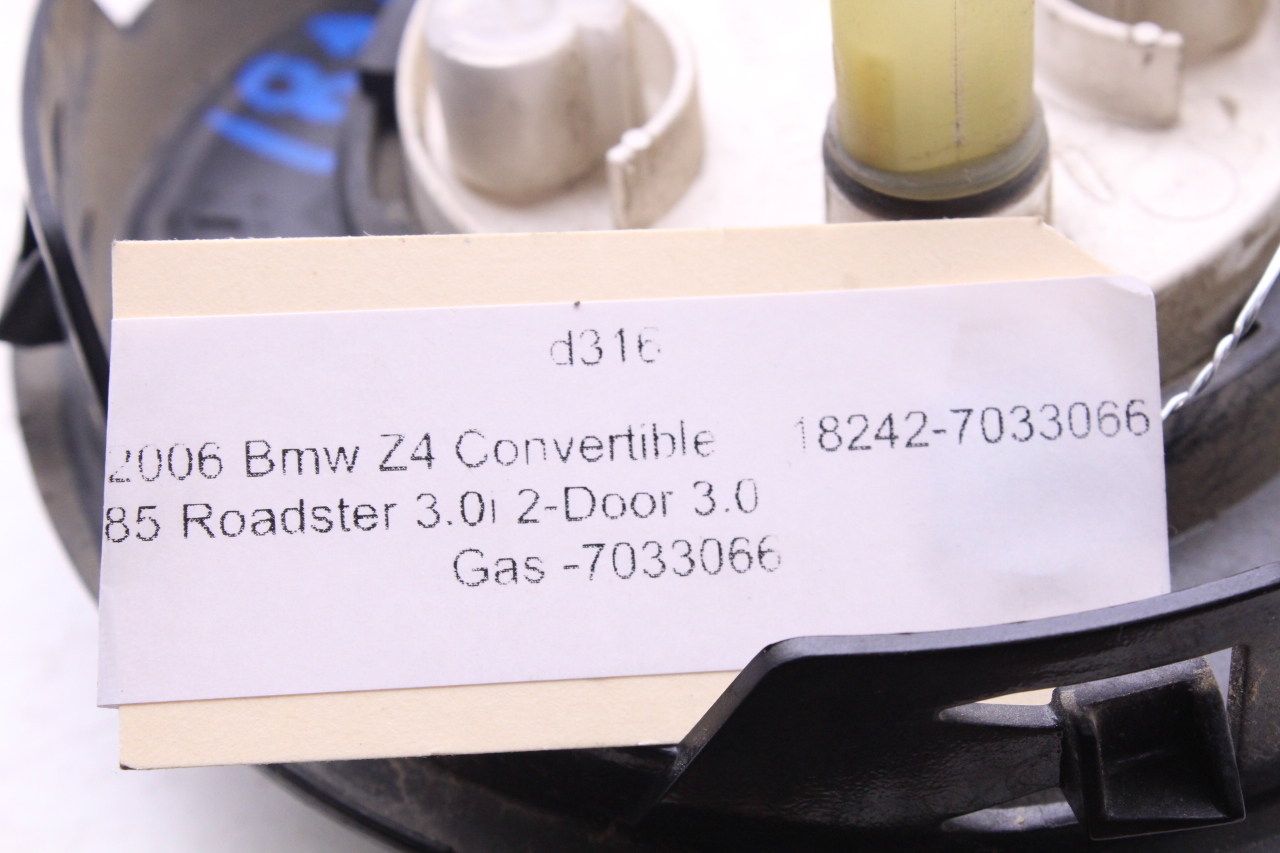 d316
2006 Bmw Z4 Convertible 18242-7033066
85 Roadster 3.0i 2-Door 3.0
Gas -7033066